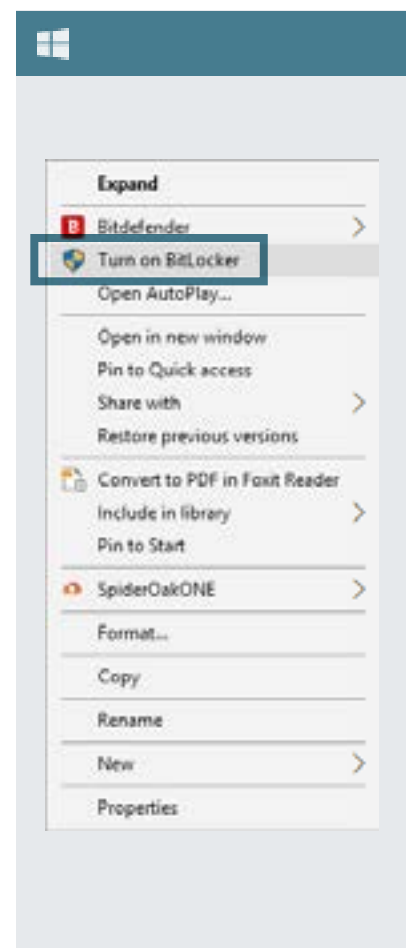 Expand
B Bitdefender
Turn on BitLocker
Open AutoPlay...
Open in new window
Pin to Quick access
Share with
Restore previous versions
Convert to PDF in Foxit Reader
Include in library
Pin to Start
SpiderOakONE
Format...
Copy
Rename
New
Properties